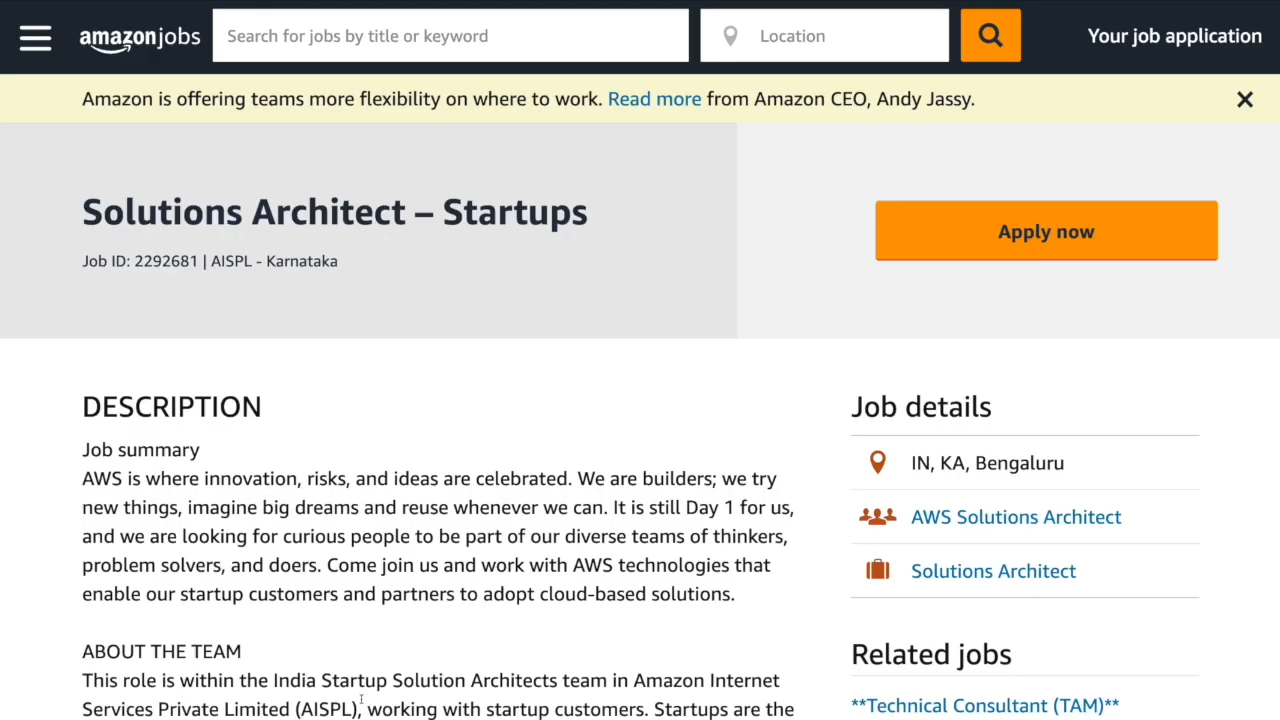 amazonjobs
Search for jobs by title or keyword
Location
Your job application
Amazon is offering teams more flexibility on where to work. Read more from Amazon CEO, Andy Jassy.
Solutions Architect – Startups
Job ID: 2292681 | AISPL - Karnataka
Apply now
DESCRIPTION
Job summary
AWS is where innovation, risks, and ideas are celebrated. We are builders; we try
new things, imagine big dreams and reuse whenever we can. It is still Day 1 for us,
and we are looking for curious people to be part of our diverse teams of thinkers,
problem solvers, and doers. Come join us and work with AWS technologies that
enable our startup customers and partners to adopt cloud-based solutions.
ABOUT THE TEAM
This role is within the India Startup Solution Architects team in Amazon Internet
Services Private Limited (AISPL), working with startup customers. Startups are the
Job details
IN, KA, Bengaluru
AWS Solutions Architect
Solutions Architect
Related jobs
**Technical Consultant (TAM)**